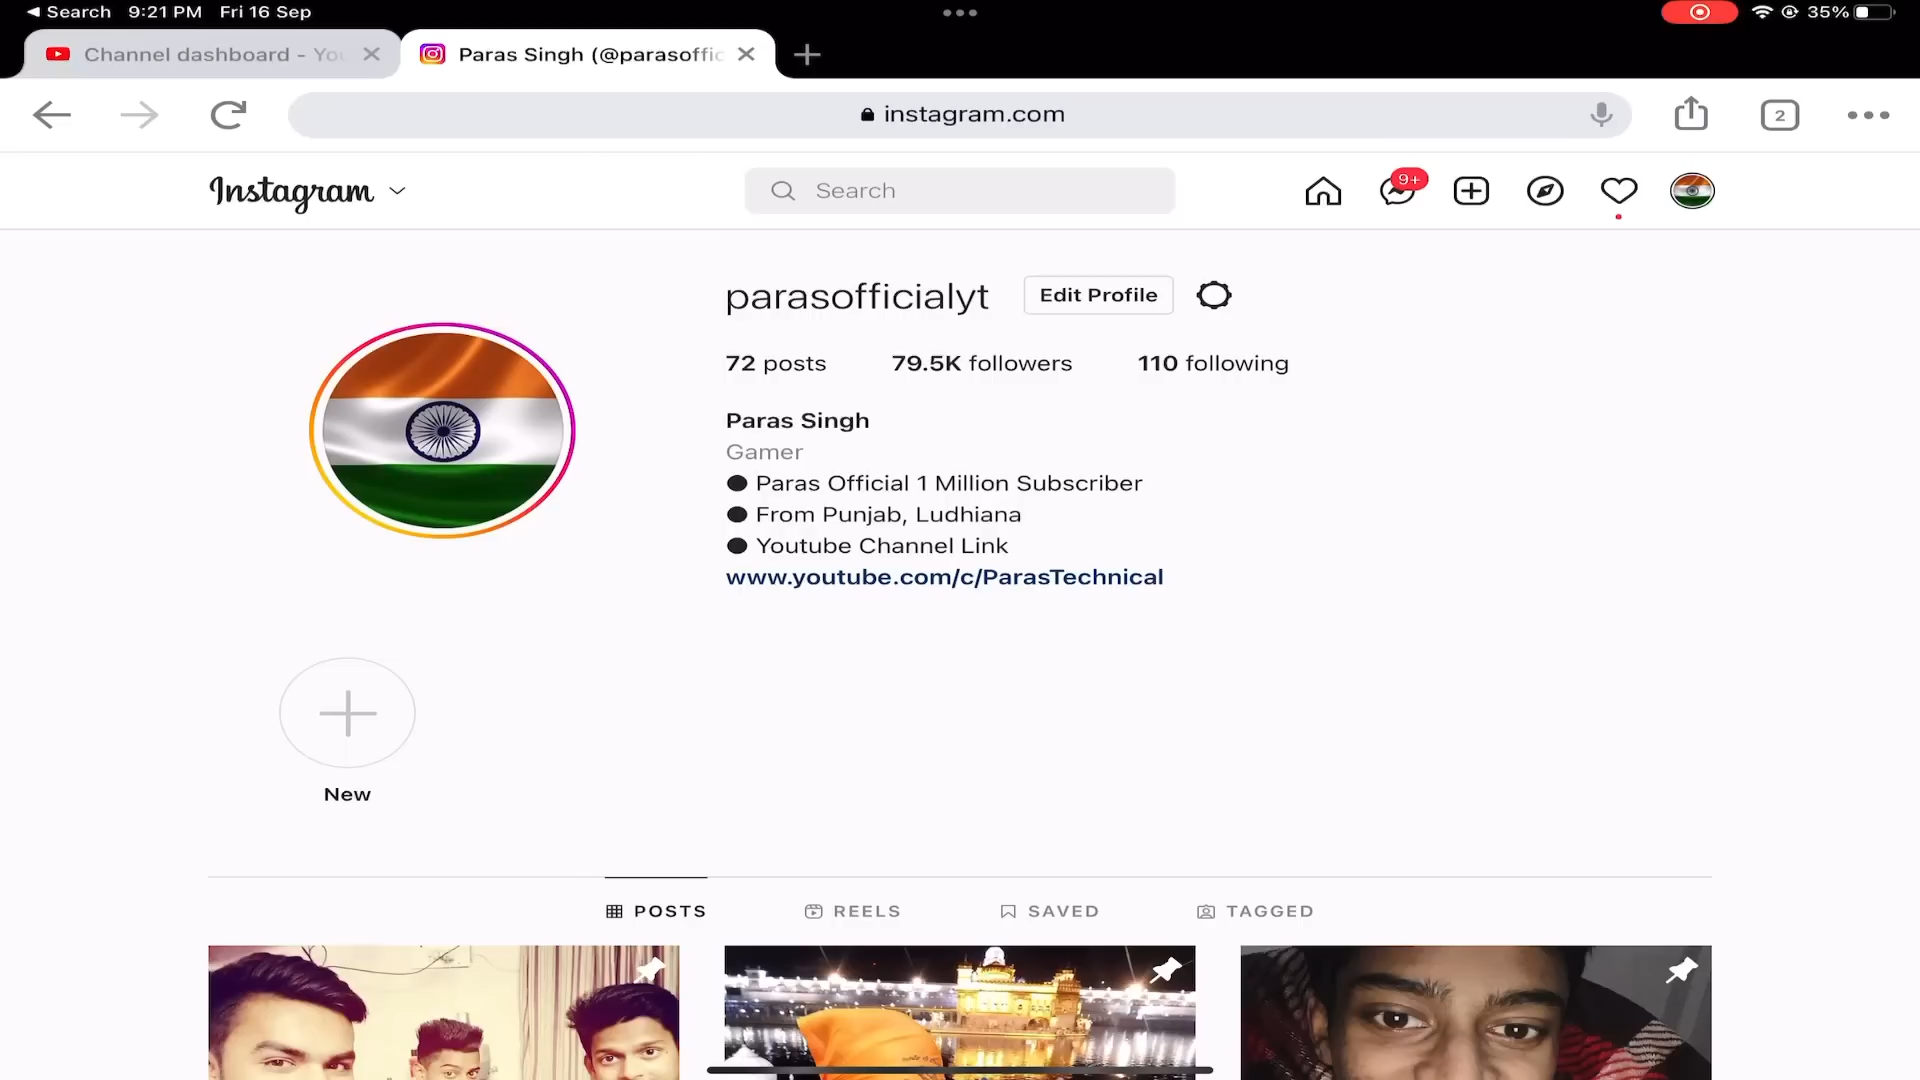 Search 9:21 PM Fri 16 Sep 35%
Channel dashboard - You
Paras Singh (@parasoffic
instagram.com
2
Instagram
Search
9+
parasofficialyt Edit Profile
72 posts 79.5K followers 110 following
Paras Singh
Gamer
● Paras Official 1 Million Subscriber
● From Punjab, Ludhiana
● Youtube Channel Link
www.youtube.com/c/ParasTechnical
New
POSTS REELS SAVED TAGGED